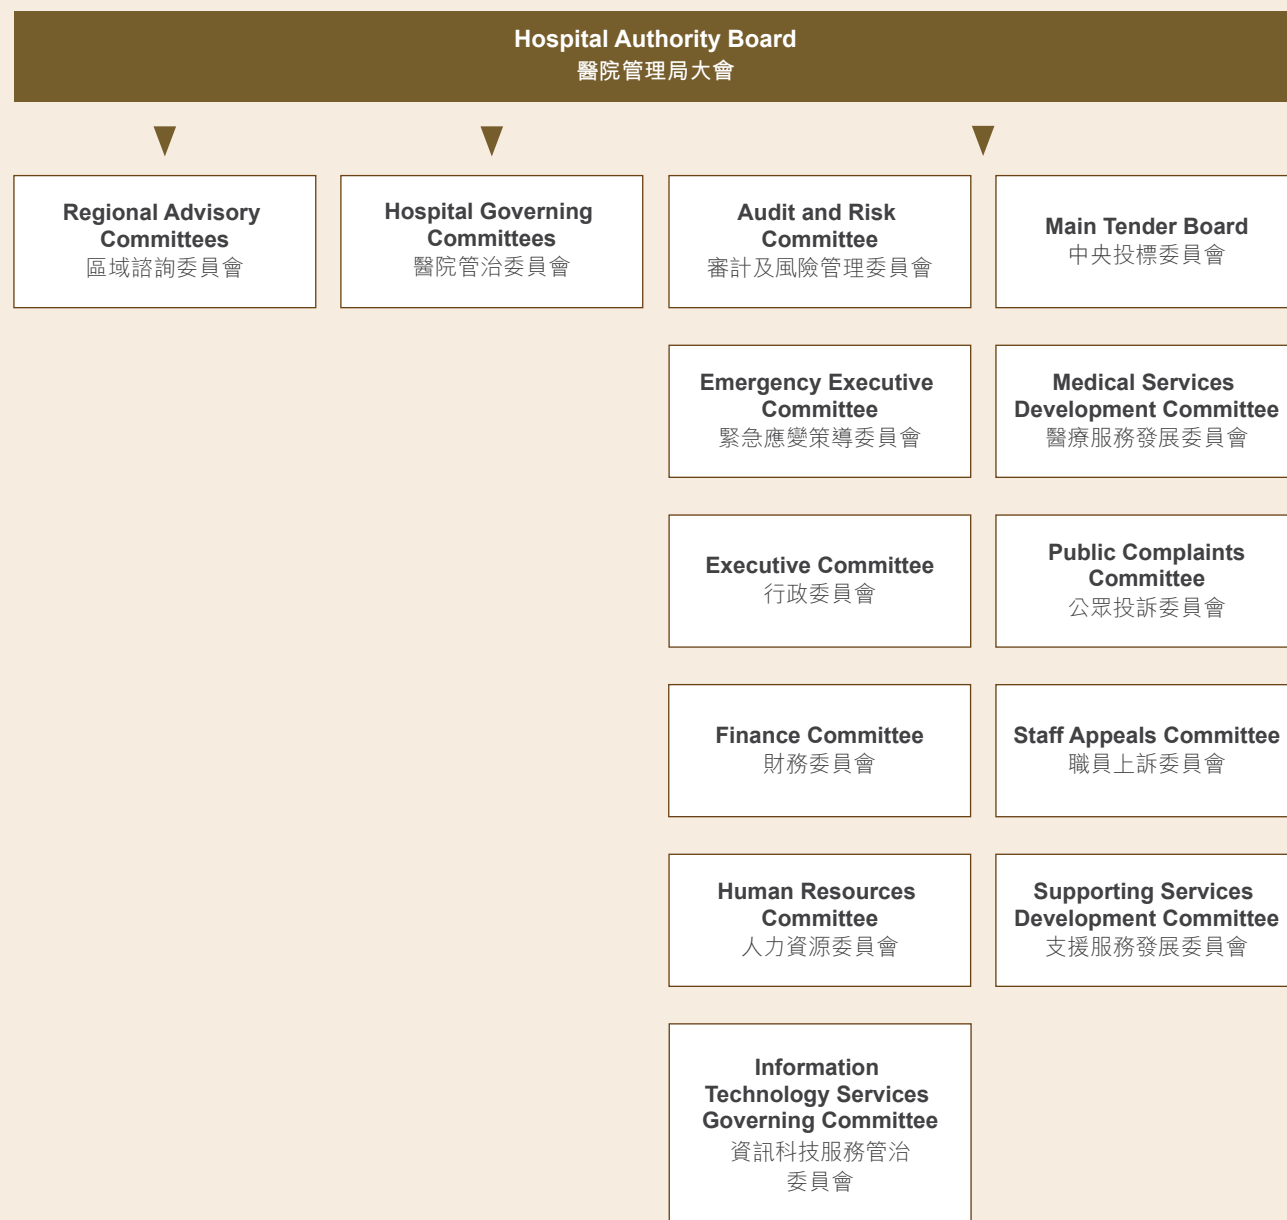 Hospital Authority Board
醫院管理局大會
Regional Advisory
Committees
區域諮詢委員會
Hospital Governing
Committees
醫院管治委員會
Audit and Risk
Committee
審計及風險管理委員會
Main Tender Board
中央投標委員會
Emergency Executive
Committee
緊急應變策導委員會
Medical Services
Development Committee
醫療服務發展委員會
Executive Committee
行政委員會
Public Complaints
Committee
公眾投訴委員會
Finance Committee
財務委員會
Staff Appeals Committee
職員上訴委員會
Human Resources
Committee
人力資源委員會
Supporting Services
Development Committee
支援服務發展委員會
Information
Technology Services
Governing Committee
資訊科技服務管治
委員會